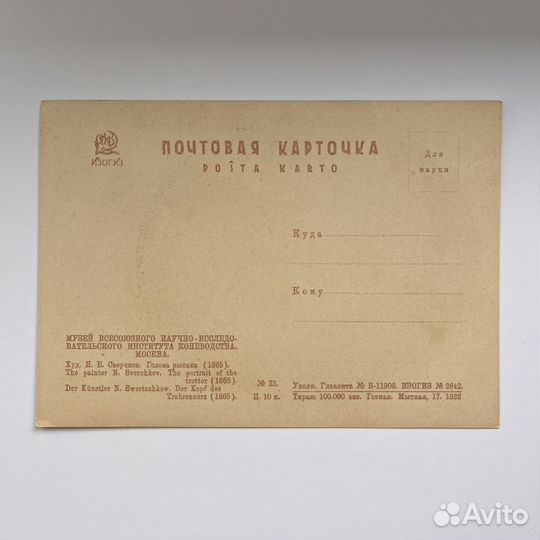 ИЗОГИЗ
ПОЧТОВАЯ КАРТОЧКА
POŜTA KARTO
Для
марки
Куда
Кому
МУЗЕЙ ВСЕСОЮЗНОГО НАУЧНО-ИССЛЕДО-
ВАТЕЛЬСКОГО ИНСТИТУТА КОНЕВОДСТВА.
МОСКВА.
Худ. Н. Е. Сверчков. Голова рысака (1865).
The painter N. Sverchkov. The portrait of the
trotter (1865).
Der Künstler N. Swertschkow. Der Kopf des
Trabrenners (1865).
№ 23.
Ц. 10 к.
Уполн. Главлита № В-11908. ИЗОГИЗ № 2642.
Тираж 100.000 экз. Гознак. Мытная, 17. 1932
Avito